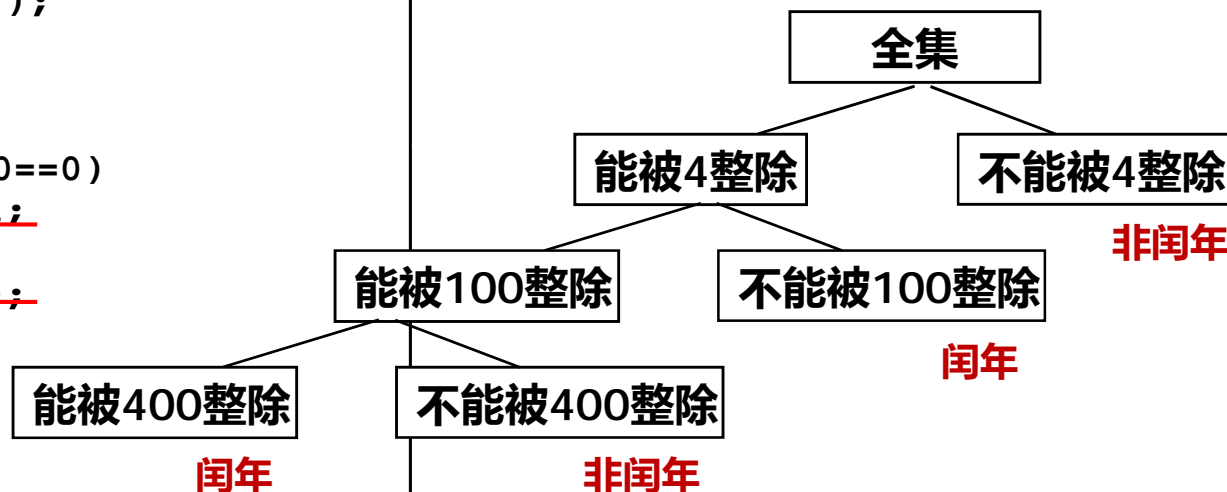 );
全集
0==0)
能被4整除
不能被4整除
;
非闰年
能被100整除
不能被100整除
;
闰年
能被400整除
不能被400整除
闰年
非闰年